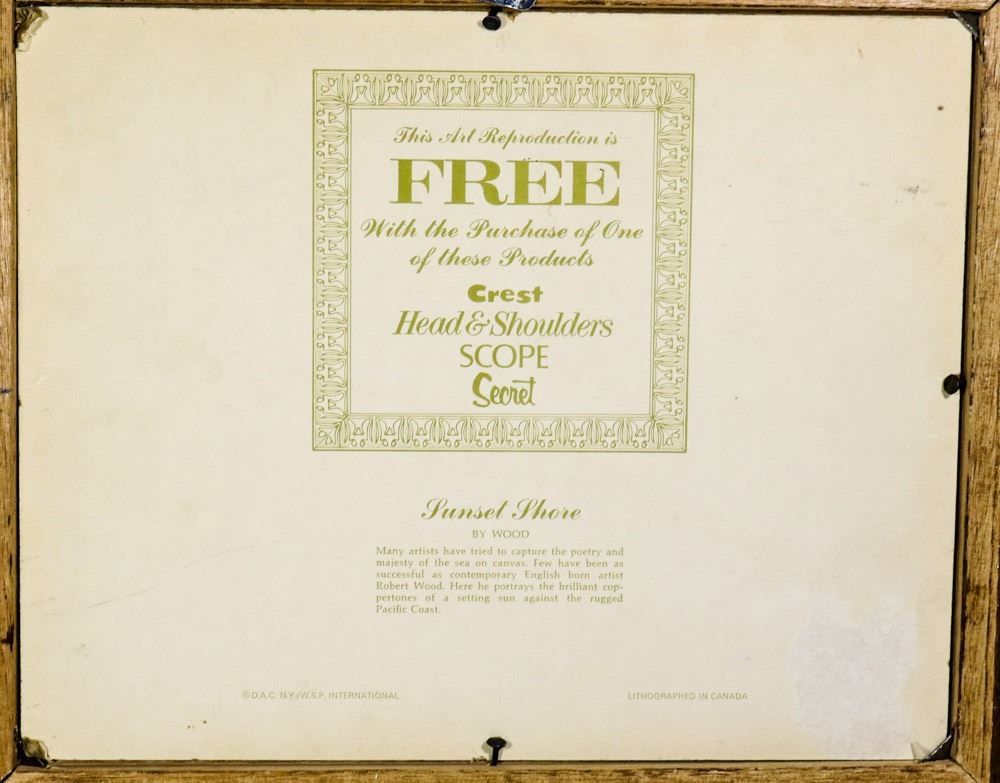 This Art Reproduction is
FREE
With the Purchase of One
of these Products
Crest
Head & Shoulders
SCOPE
Secret
Sunset Shore
BY WOOD
Many artists have tried to capture the poetry and
majesty of the sea on canvas. Few have been as
successful as contemporary English born artist
Robert Wood. Here he portrays the brilliant cop-
pertones of a setting sun against the rugged
Pacific Coast.
© D.A.C. N.Y./W.S.P. INTERNATIONAL
LITHOGRAPHED IN CANADA